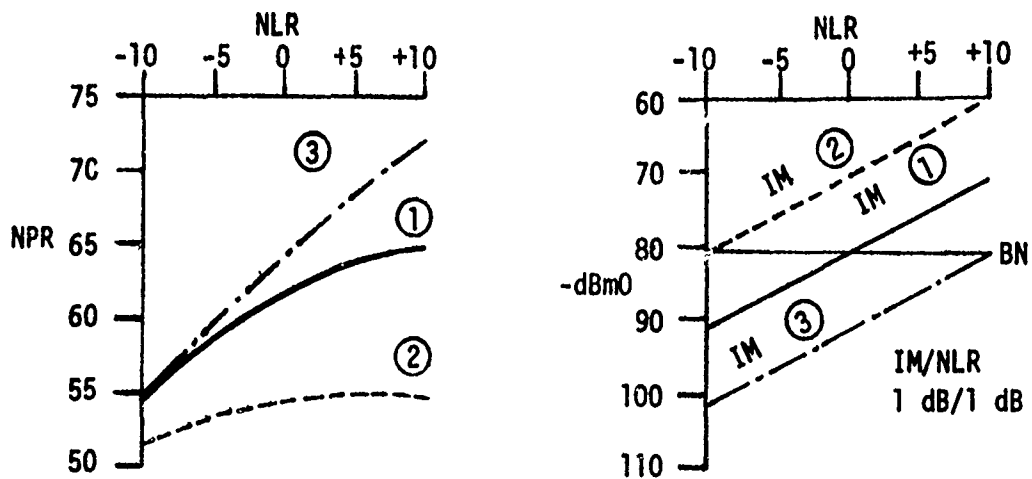 NLR
-10 -5 0 +5 +10
75
70
65
60
55
50
NPR
③
①
②
NLR
-10 -5 0 +5 +10
60
70
80
90
100
110
-dBm0
IM ②
IM ①
BN
IM ③
IM/NLR
1 dB/1 dB